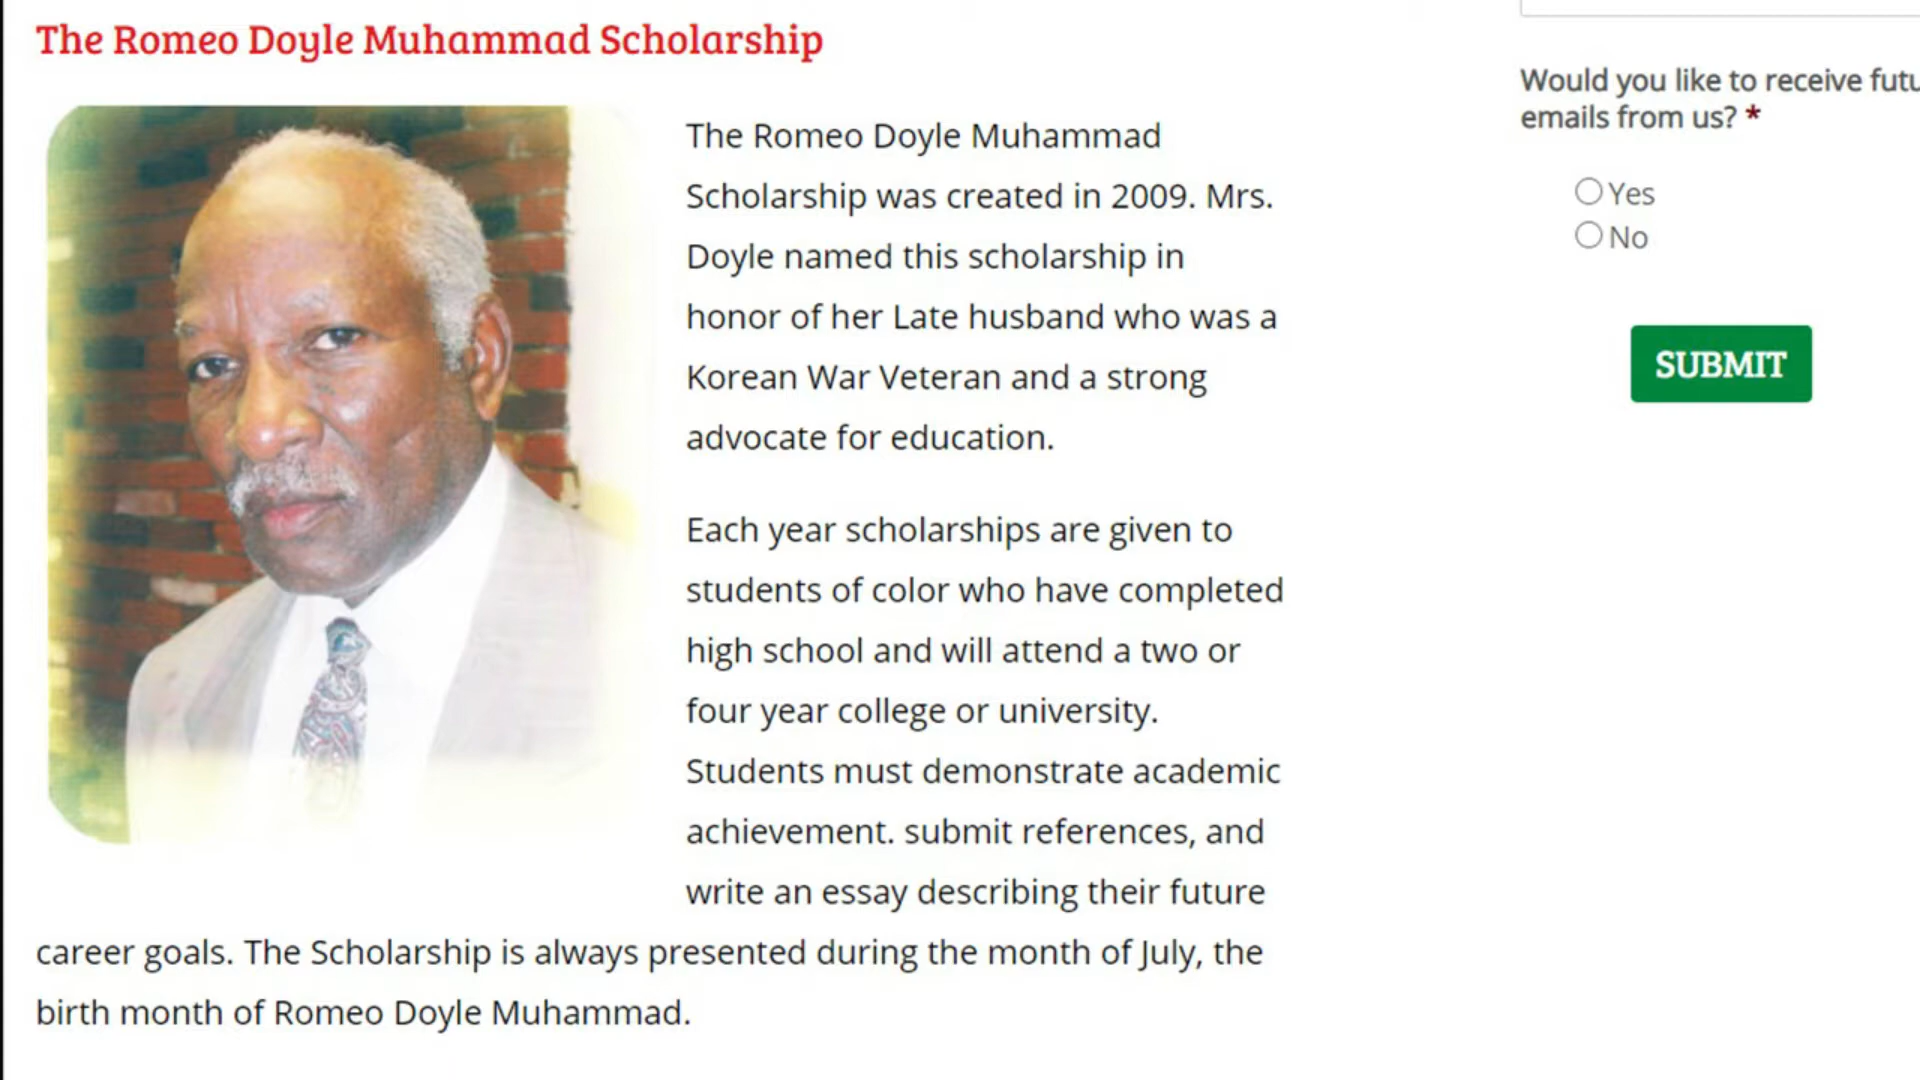 The Romeo Doyle Muhammad Scholarship
The Romeo Doyle Muhammad
Scholarship was created in 2009. Mrs.
Doyle named this scholarship in
honor of her Late husband who was a
Korean War Veteran and a strong
advocate for education.
Each year scholarships are given to
students of color who have completed
high school and will attend a two or
four year college or university.
Students must demonstrate academic
achievement. submit references, and
write an essay describing their future
career goals. The Scholarship is always presented during the month of July, the
birth month of Romeo Doyle Muhammad.
Would you like to receive futu
emails from us? *
Yes
No
SUBMIT